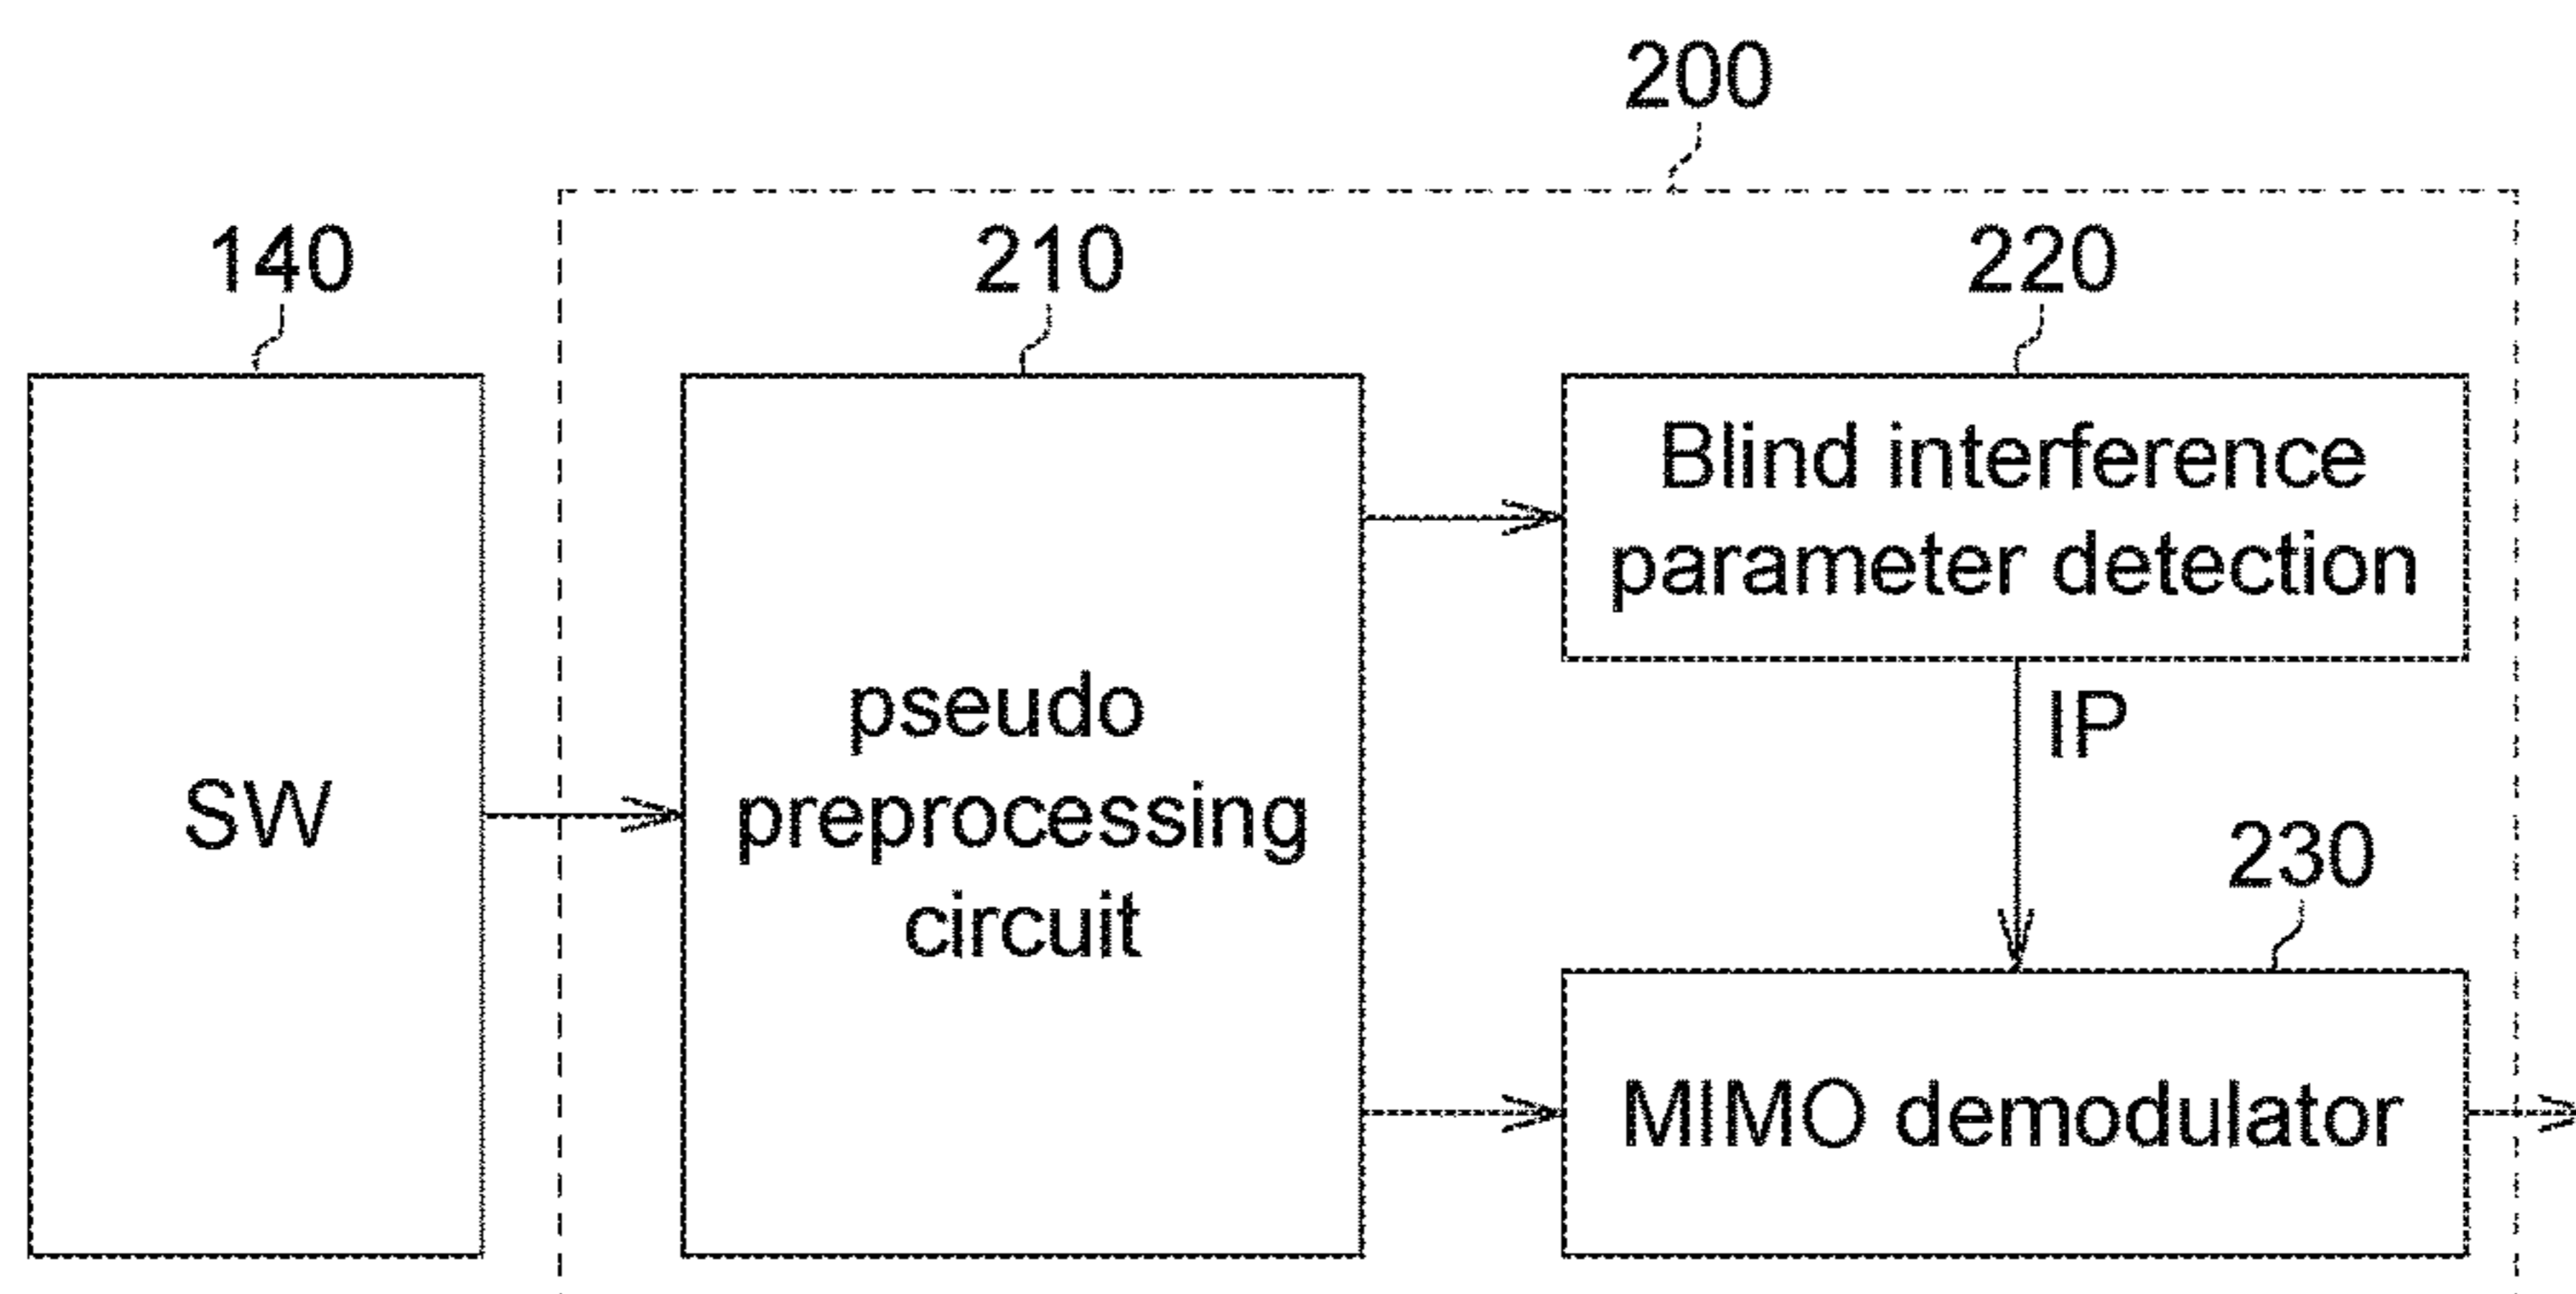 200
140
210
220
SW
pseudo
preprocessing
circuit
Blind interference
parameter detection
IP
230
MIMO demodulator